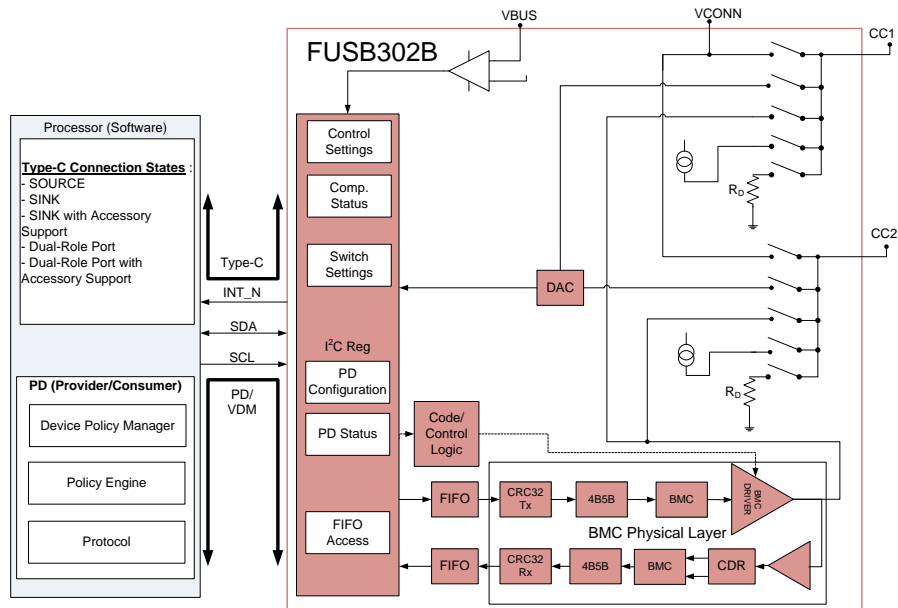 VBUS
VCONN
CC1
FUSB302B
Processor (Software)
Type-C Connection States :
- SOURCE
- SINK
- SINK with Accessory
Support
- Dual-Role Port
- Dual-Role Port with
Accessory Support
Type-C
INT_N
SDA
SCL
PD (Provider/Consumer)
Device Policy Manager
Policy Engine
Protocol
PD/
VDM
Control
Settings
Comp.
Status
Switch
Settings
I²C Reg
PD
Configuration
PD Status
FIFO
Access
DAC
RD
CC2
RD
Code/
Control
Logic
FIFO
CRC32
Tx
4B5B
BMC
BMC
DRIVER
BMC Physical Layer
FIFO
CRC32
Rx
4B5B
BMC
CDR